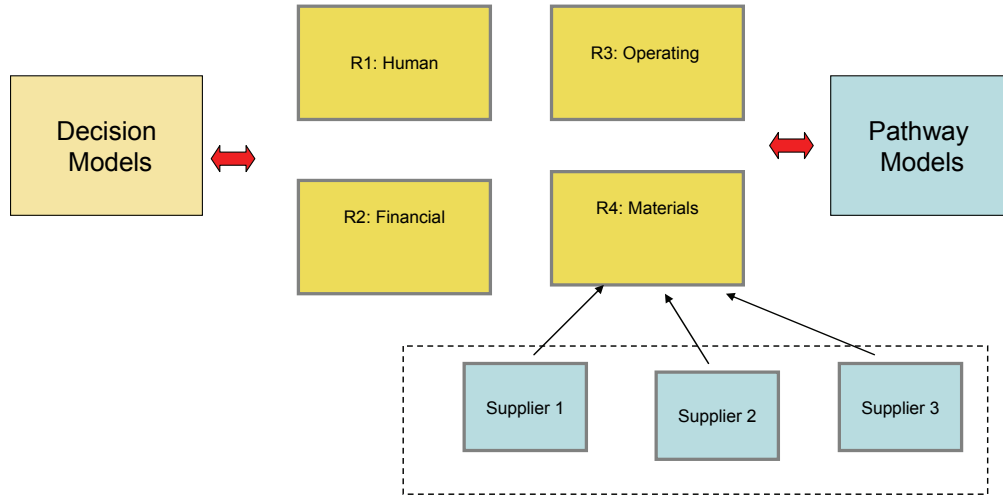 Decision
Models
R1: Human
R3: Operating
Pathway
Models
R2: Financial
R4: Materials
Supplier 1
Supplier 2
Supplier 3